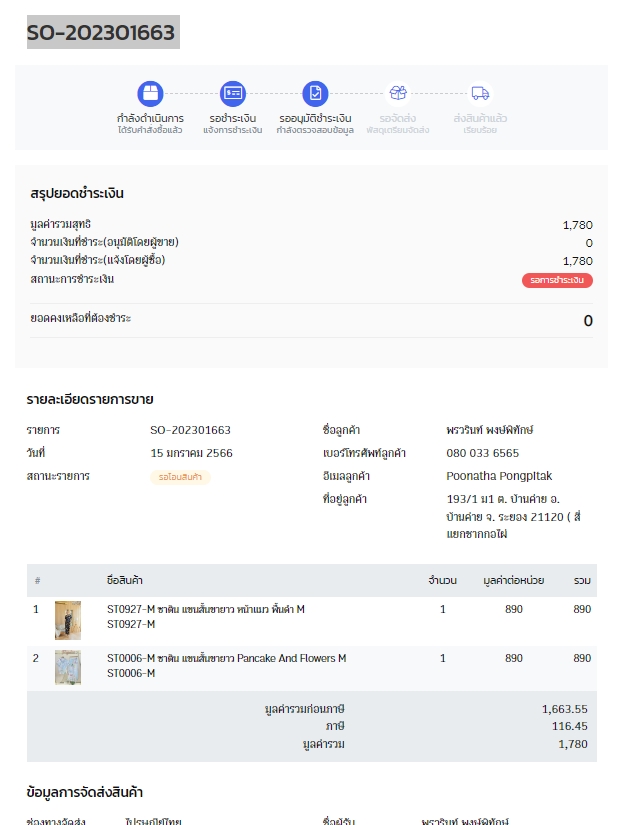 SO-202301663
กำลังดำเนินการ
ได้รับคำสั่งซื้อแล้ว
รอชำระเงิน
แจ้งการชำระเงิน
รออนุมัติชำระเงิน
กำลังตรวจสอบข้อมูล
รอจัดส่ง
พัสดุเตรียมจัดส่ง
ส่งสินค้าแล้ว
เรียบร้อย
สรุปยอดชำระเงิน
มูลค่ารวมสุทธิ 1,780
จำนวนเงินที่ชำระ(อนุมัติโดยผู้ขาย) 0
จำนวนเงินที่ชำระ(แจ้งโดยผู้ซื้อ) 1,780
สถานะการชำระเงิน รอการชำระเงิน
ยอดคงเหลือที่ต้องชำระ 0
รายละเอียดรายการขาย
รายการ SO-202301663
วันที่ 15 มกราคม 2566
สถานะรายการ รอโอนสินค้า
ชื่อลูกค้า พรวรินท์ พงษ์พิทักษ์
เบอร์โทรศัพท์ลูกค้า 080 033 6565
อีเมลลูกค้า Poonatha Pongpitak
ที่อยู่ลูกค้า 193/1 ม1 ต. บ้านค่าย อ.
บ้านค่าย จ. ระยอง 21120 ( สี่
แยกซากกอไผ่
# ชื่อสินค้า จำนวน มูลค่าต่อหน่วย รวม
1 ST0927-M ซาติน แขนสั้นขายาว หน้าแมว พื้นดำ M 1 890 890
ST0927-M
2 ST0006-M ซาติน แขนสั้นขายาว Pancake And Flowers M 1 890 890
ST0006-M
มูลค่ารวมก่อนภาษี 1,663.55
ภาษี 116.45
มูลค่ารวม 1,780
ข้อมูลการจัดส่งสินค้า
ช่องทางจัดส่ง ไปรษณีย์ไทย
ชื่อผู้รับ พรวรินท์ พงษ์พิทักษ์